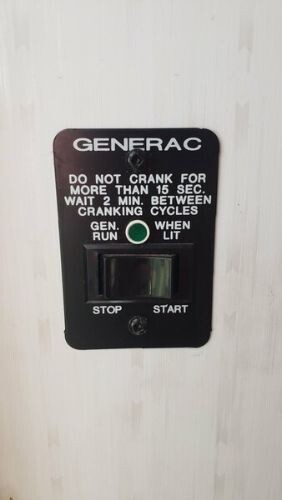 GENERAC
DO NOT CRANK FOR
MORE THAN 15 SEC.
WAIT 2 MIN. BETWEEN
CRANKING CYCLES
GEN. WHEN
RUN LIT
STOP START